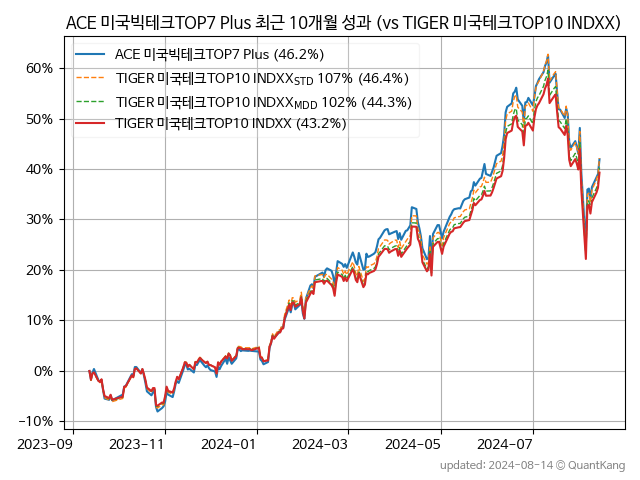 ACE 미국빅테크TOP7 Plus 최근 10개월 성과 (vs TIGER 미국테크TOP10 INDXX)
ACE 미국빅테크TOP7 Plus (46.2%)
TIGER 미국테크TOP10 INDXX STD 107% (46.4%)
TIGER 미국테크TOP10 INDXX MDD 102% (44.3%)
TIGER 미국테크TOP10 INDXX (43.2%)
60%
50%
40%
30%
20%
10%
0%
−10%
2023-09
2023-11
2024-01
2024-03
2024-05
2024-07
updated: 2024-08-14 © QuantKang